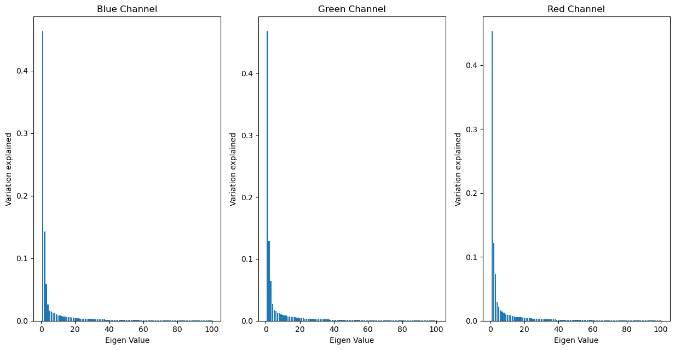 Blue Channel
Variation explained
0.4
0.3
0.2
0.1
0.0
0 20 40 60 80 100
Eigen Value
Green Channel
Variation explained
0.4
0.3
0.2
0.1
0.0
0 20 40 60 80 100
Eigen Value
Red Channel
Variation explained
0.4
0.3
0.2
0.1
0.0
0 20 40 60 80 100
Eigen Value